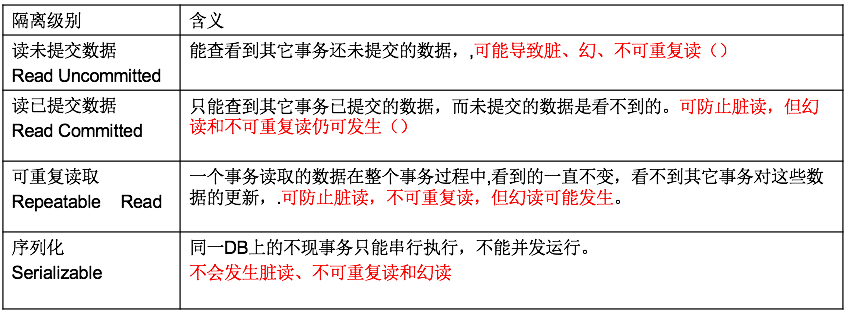 隔离级别
含义
读未提交数据
Read Uncommitted
能查看到其它事务还未提交的数据，,可能导致脏、幻、不可重复读（）
读已提交数据
Read Committed
只能查到其它事务已提交的数据，而未提交的数据是看不到的。可防止脏读，但幻
读和不可重复读仍可发生（）
可重复读取
Repeatable Read
一个事务读取的数据在整个事务过程中,看到的一直不变，看不到其它事务对这些数
据的更新，.可防止脏读，不可重复读，但幻读可能发生。
序列化
Serializable
同一DB上的不现事务只能串行执行，不能并发运行。
不会发生脏读、不可重复读和幻读